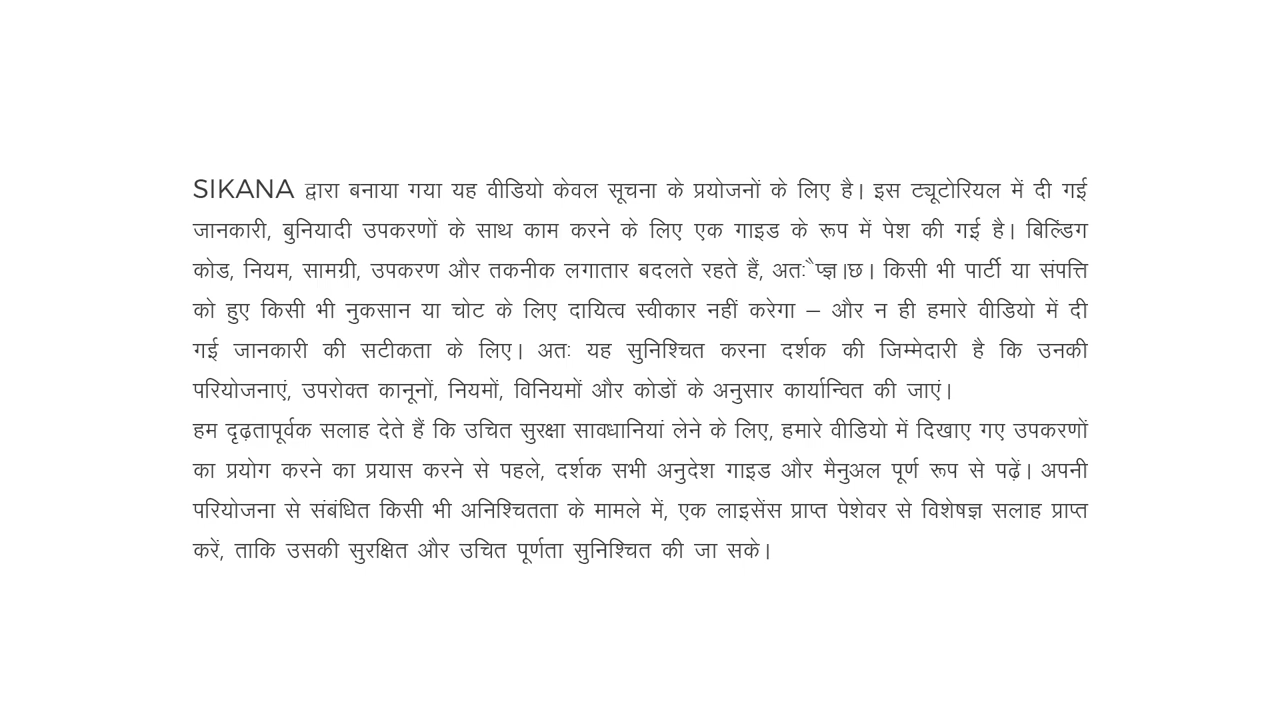 SIKANA द्वारा बनाया गया यह वीडियो केवल सूचना के प्रयोजनों के लिए है। इस ट्यूटोरियल में दी गई
जानकारी, बुनियादी उपकरणों के साथ काम करने के लिए एक गाइड के रूप में पेश की गई है। बिल्डिंग
कोड, नियम, सामग्री, उपकरण और तकनीक लगातार बदलते रहते हैं, अतःैप्ज्ञ।छ। किसी भी पार्टी या संपत्ति
को हुए किसी भी नुकसान या चोट के लिए दायित्व स्वीकार नहीं करेगा – और न ही हमारे वीडियो में दी
गई जानकारी की सटीकता के लिए। अतः यह सुनिश्चित करना दर्शक की जिम्मेदारी है कि उनकी
परियोजनाएं, उपरोक्त कानूनों, नियमों, विनियमों और कोडों के अनुसार कार्यान्वित की जाएं।
हम दृढ़तापूर्वक सलाह देते हैं कि उचित सुरक्षा सावधानियां लेने के लिए, हमारे वीडियो में दिखाए गए उपकरणों
का प्रयोग करने का प्रयास करने से पहले, दर्शक सभी अनुदेश गाइड और मैनुअल पूर्ण रूप से पढ़ें। अपनी
परियोजना से संबंधित किसी भी अनिश्चितता के मामले में, एक लाइसेंस प्राप्त पेशेवर से विशेषज्ञ सलाह प्राप्त
करें, ताकि उसकी सुरक्षित और उचित पूर्णता सुनिश्चित की जा सके।